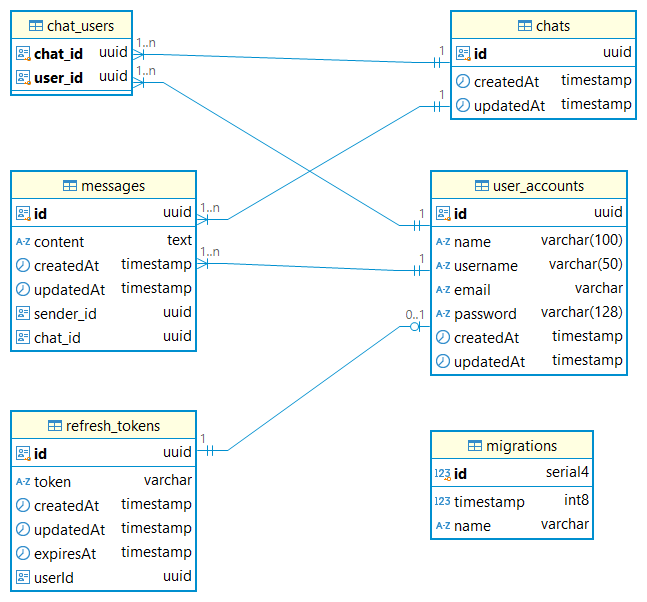 chat_users
chat_id uuid
user_id uuid
1..n
1..n
1
1
chats
id uuid
createdAt timestamp
updatedAt timestamp
messages
id uuid
A-Z content text
createdAt timestamp
updatedAt timestamp
sender_id uuid
chat_id uuid
1..n
1..n
1
1
0..1
user_accounts
id uuid
A-Z name varchar(100)
A-Z username varchar(50)
A-Z email varchar
A-Z password varchar(128)
createdAt timestamp
updatedAt timestamp
refresh_tokens
id uuid
A-Z token varchar
createdAt timestamp
updatedAt timestamp
expiresAt timestamp
userId uuid
1
migrations
123 id serial4
123 timestamp int8
A-Z name varchar